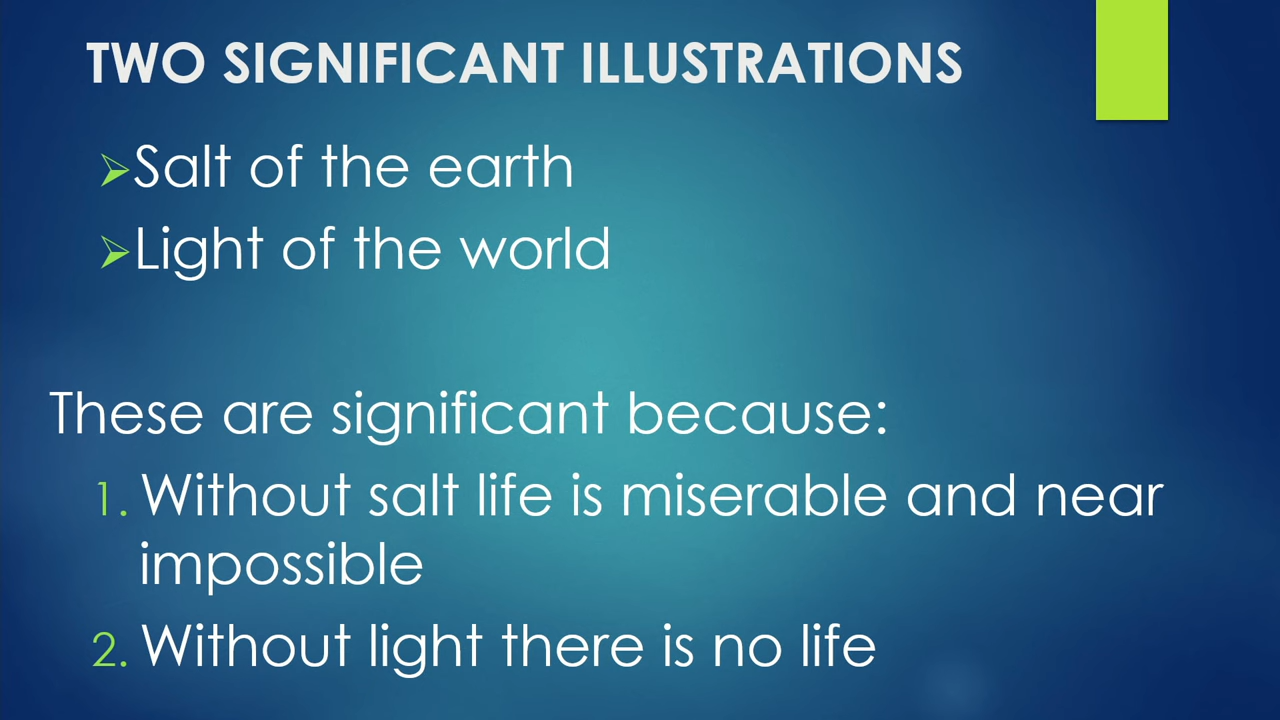 TWO SIGNIFICANT ILLUSTRATIONS
➢Salt of the earth
➢Light of the world
These are significant because:
1. Without salt life is miserable and near
impossible
2. Without light there is no life